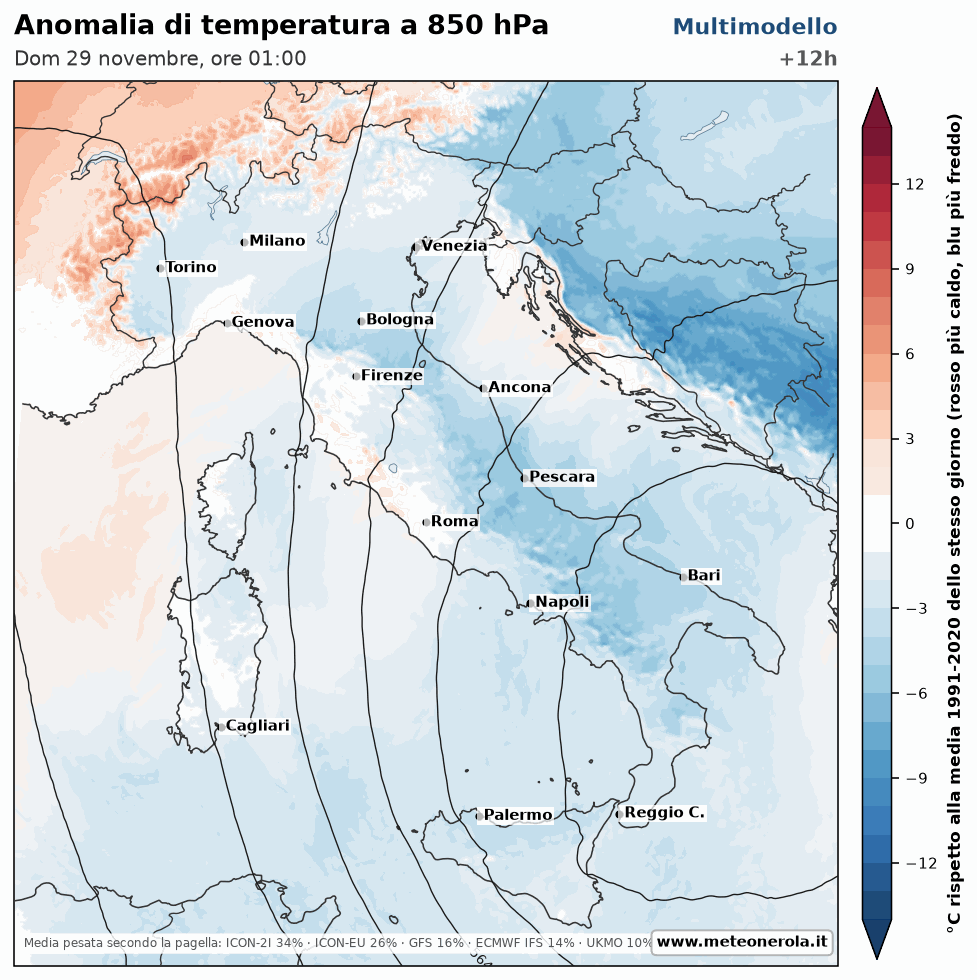 Anomalia di temperatura a 850 hPa
Multimodello
Dom 29 novembre, ore 01:00
+12h
Milano
Venezia
Torino
Genova
Bologna
Firenze
Ancona
Pescara
Roma
Bari
Napoli
Cagliari
Palermo
Reggio C.
12
9
6
3
0
−3
−6
−9
−12
°C rispetto alla media 1991-2020 dello stesso giorno (rosso più caldo, blu più freddo)
Media pesata secondo la pagella: ICON-2I 34% · ICON-EU 26% · GFS 16% · ECMWF IFS 14% · UKMO 10%
www.meteonerola.it